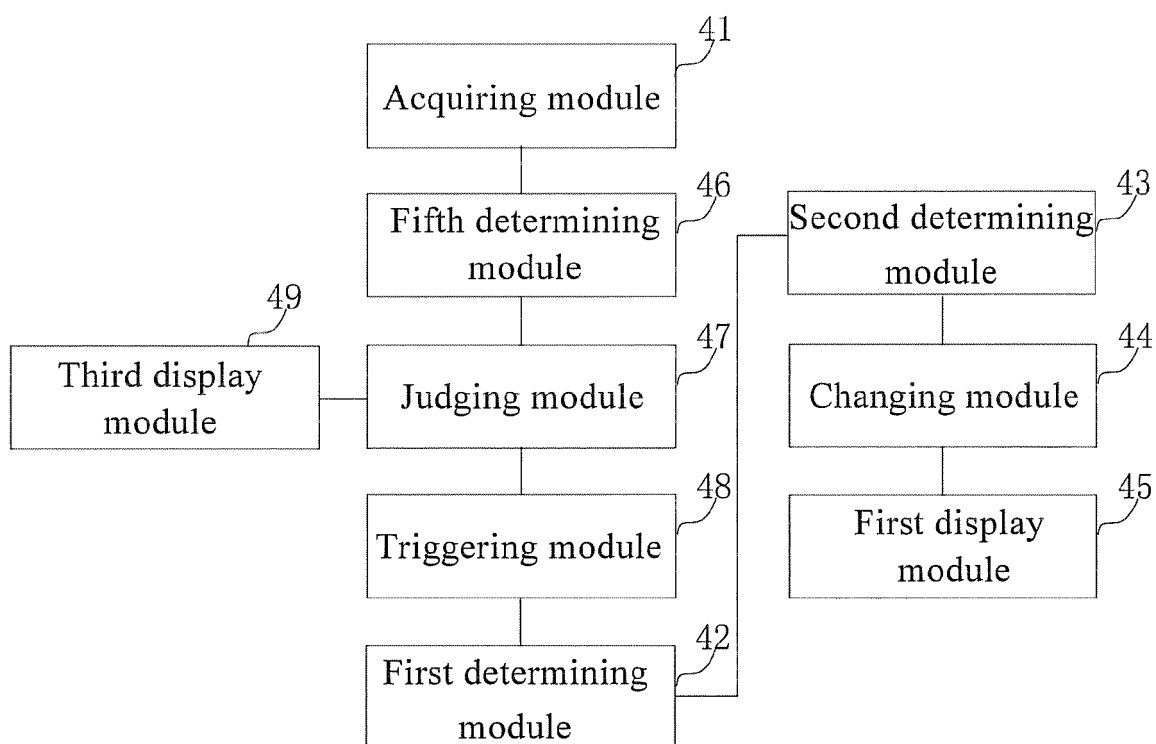 41
Acquiring module
46
Fifth determining
module
43
Second determining
module
49
Third display
module
47
Judging module
44
Changing module
48
Triggering module
45
First display
module
42
First determining
module